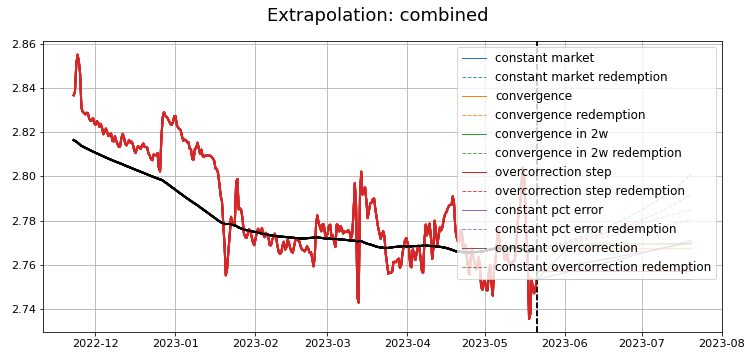 Extrapolation: combined
2.86
2.84
2.82
2.80
2.78
2.76
2.74
constant market
constant market redemption
convergence
convergence redemption
convergence in 2w
convergence in 2w redemption
overcorrection step
overcorrection step redemption
constant pct error
constant pct error redemption
constant overcorrection
constant overcorrection redemption
2022-12 2023-01 2023-02 2023-03 2023-04 2023-05 2023-06 2023-07 2023-08